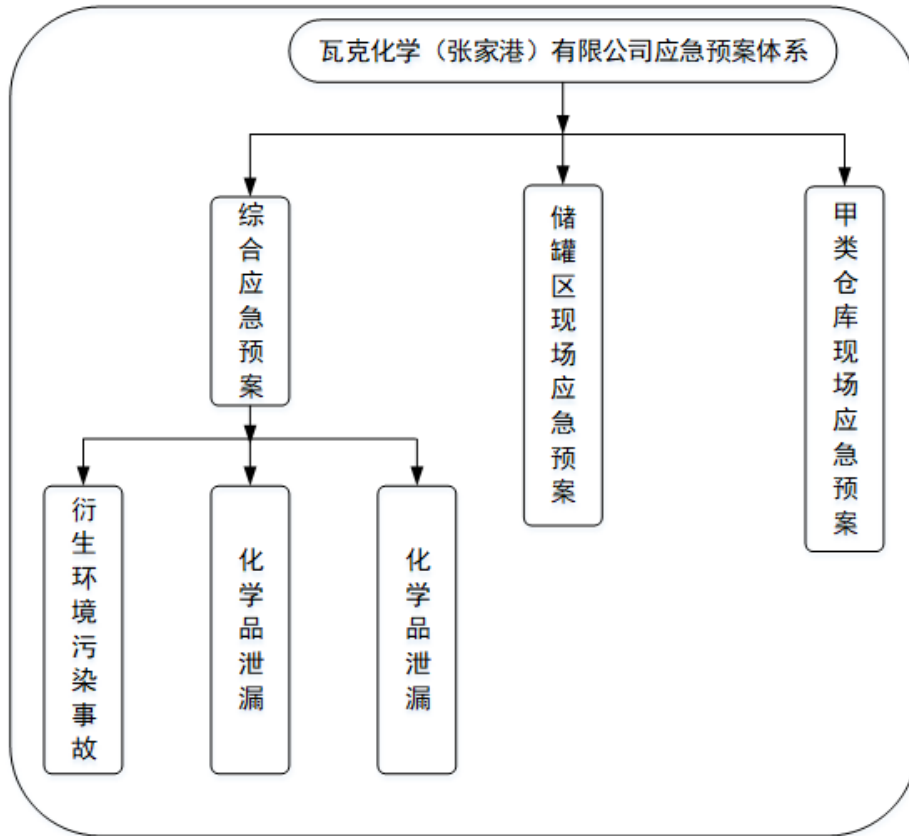 瓦克化学（张家港）有限公司应急预案体系
综合应急预案
储罐区现场应急预案
甲类仓库现场应急预案
衍生环境污染事故
化学品泄漏
化学品泄漏